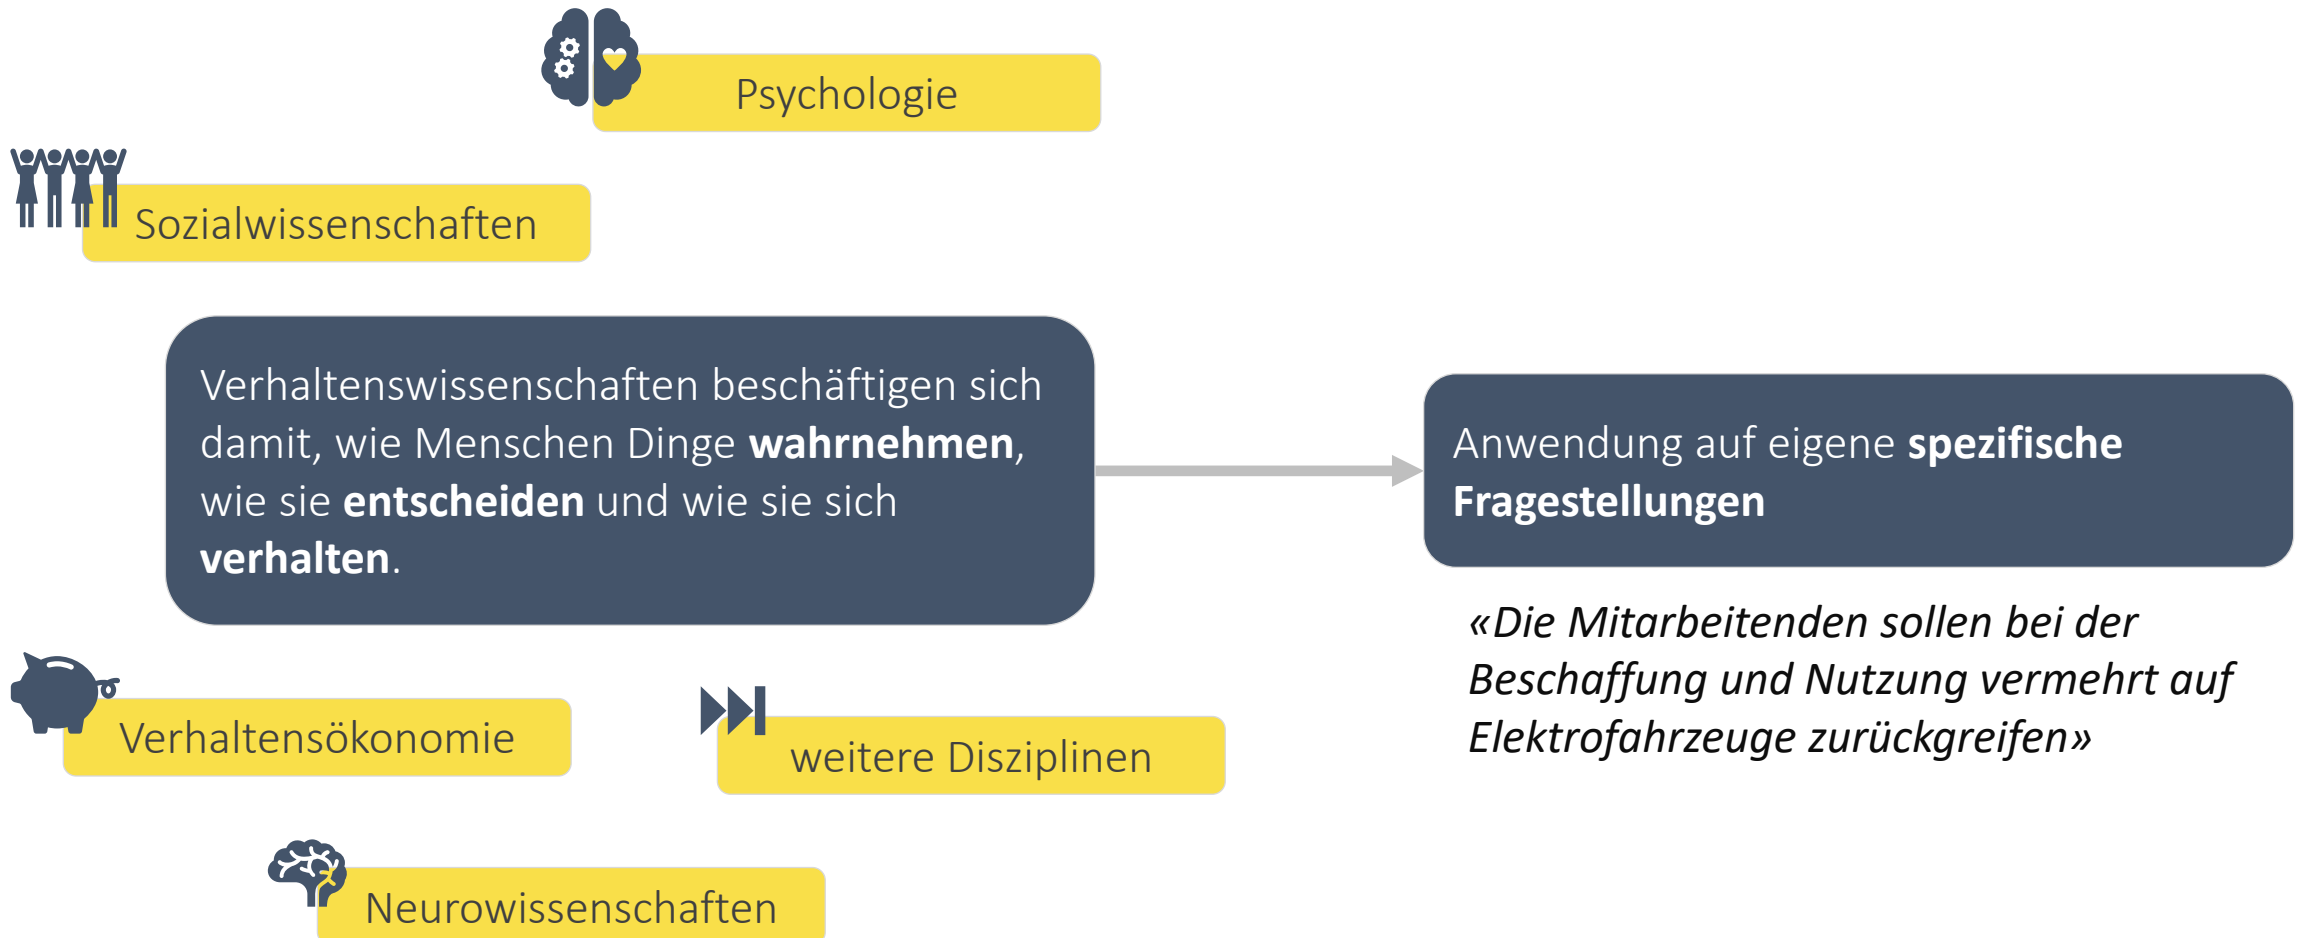 Psychologie
Sozialwissenschaften
Verhaltenswissenschaften beschäftigen sich
damit, wie Menschen Dinge wahrnehmen,
wie sie entscheiden und wie sie sich
verhalten.
Anwendung auf eigene spezifische
Fragestellungen
«Die Mitarbeitenden sollen bei der
Beschaffung und Nutzung vermehrt auf
Elektrofahrzeuge zurückgreifen»
Verhaltensökonomie
weitere Disziplinen
Neurowissenschaften